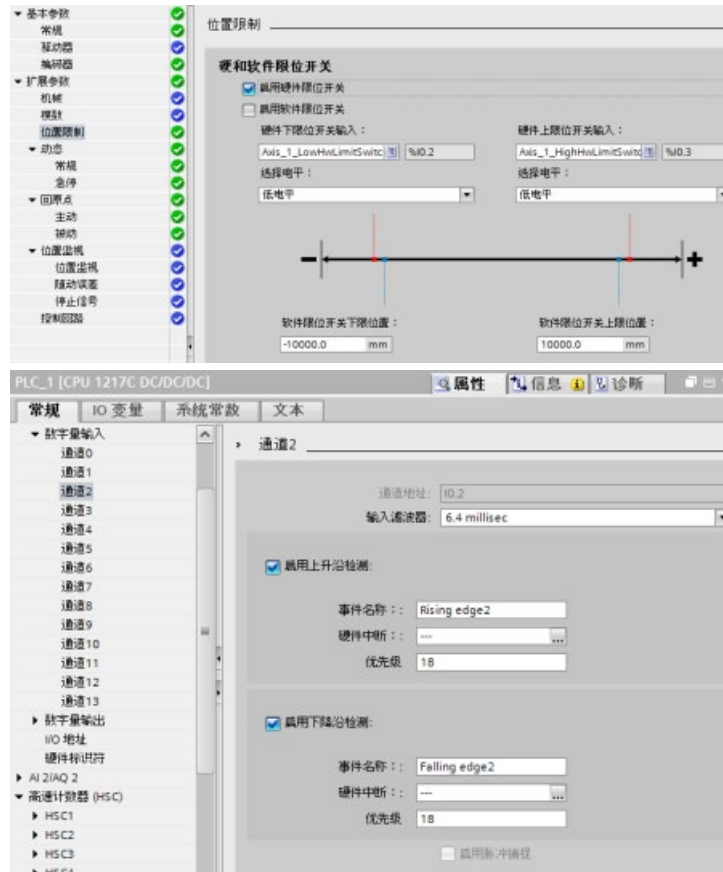 基本参数
常规
驱动器
编码器
扩展参数
机械
模数
位置限制
动态
常规
急停
回原点
主动
被动
位置监视
位置监视
随动误差
停止信号
控制回路
位置限制
硬和软件限位开关
启用硬件限位开关
启用软件限位开关
硬件下限位开关输入：
硬件上限位开关输入：
Axis_1_LowHwLimitSwitc
%I0.2
Axis_1_HighHwLimitSwitc
%I0.3
选择电平：
选择电平：
低电平
低电平
软件限位开关下限位置：
软件限位开关上限位置：
-10000.0 mm
10000.0 mm
PLC_1 [CPU 1217C DC/DC/DC]
属性
信息
诊断
常规
IO 变量
系统常数
文本
数字量输入
通道0
通道1
通道2
通道3
通道4
通道5
通道6
通道7
通道8
通道9
通道10
通道11
通道12
通道13
数字量输出
I/O 地址
硬件标识符
AI 2/AQ 2
高速计数器 (HSC)
HSC1
HSC2
HSC3
通道2
通道地址: I0.2
输入滤波器: 6.4 millisec
启用上升沿检测:
事件名称：: Rising edge2
硬件中断：: ---
...
优先级 18
启用下降沿检测:
事件名称：: Falling edge2
硬件中断：: ---
...
优先级 18
启用脉冲捕捉